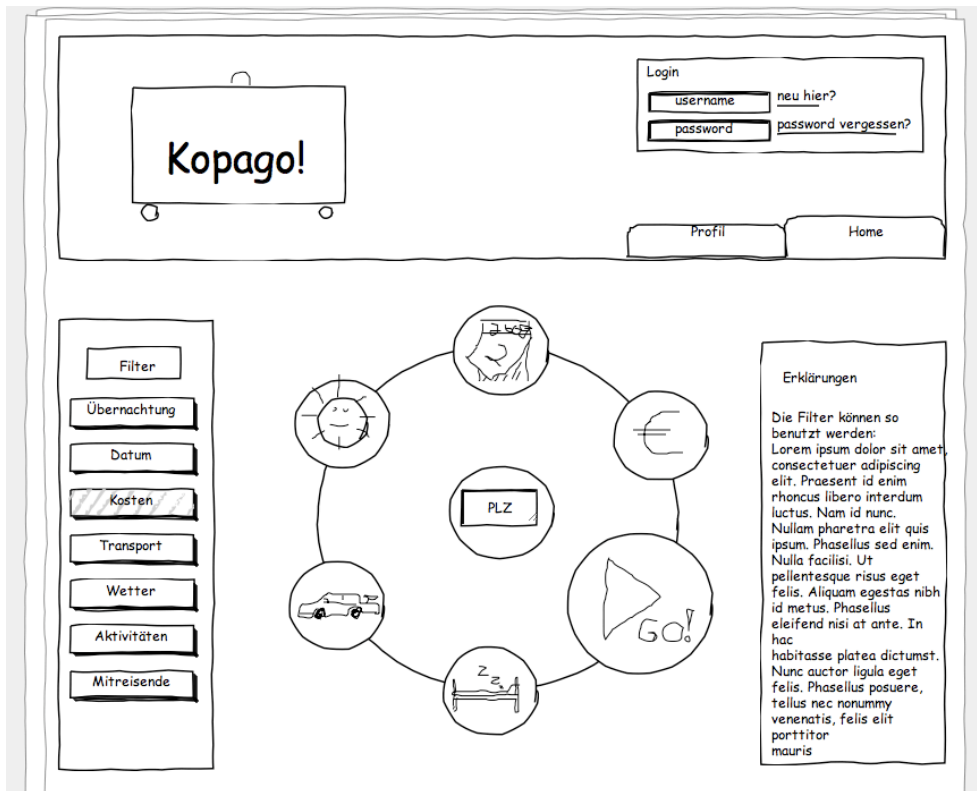 Login
username
neu hier?
password
password vergessen?
Kopago!
Profil
Home
Filter
Übernachtung
Datum
Kosten
Transport
Wetter
Aktivitäten
Mitreisende
PLZ
GO!
Z
Z
Erklärungen
Die Filter können so
benutzt werden:
Lorem ipsum dolor sit amet,
consectetuer adipiscing
elit. Praesent id enim
rhoncus libero interdum
luctus. Nam id nunc.
Nullam pharetra elit quis
ipsum. Phasellus sed enim.
Nulla facilisi. Ut
pellentesque risus eget
felis. Aliquam egestas nibh
id metus. Phasellus
eleifend nisi at ante. In
hac
habitasse platea dictumst.
Nunc auctor ligula eget
felis. Phasellus posuere,
tellus nec nonummy
venenatis, felis elit
porttitor
mauris